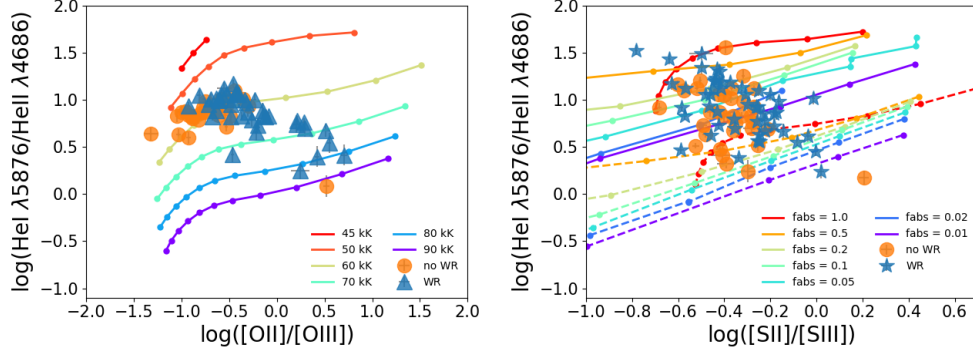 log(HeI λ5876/HeII λ4686)
2.0
1.5
1.0
0.5
0.0
−0.5
−1.0
−2.0 −1.5 −1.0 −0.5 0.0 0.5 1.0 1.5 2.0
log([OII]/[OIII])
45 kK
50 kK
60 kK
70 kK
80 kK
90 kK
no WR
WR
log(HeI λ5876/HeII λ4686)
2.0
1.5
1.0
0.5
0.0
−0.5
−1.0
−1.0 −0.8 −0.6 −0.4 −0.2 0.0 0.2 0.4 0.6
log([SII]/[SIII])
fabs = 1.0
fabs = 0.5
fabs = 0.2
fabs = 0.1
fabs = 0.05
fabs = 0.02
fabs = 0.01
no WR
WR